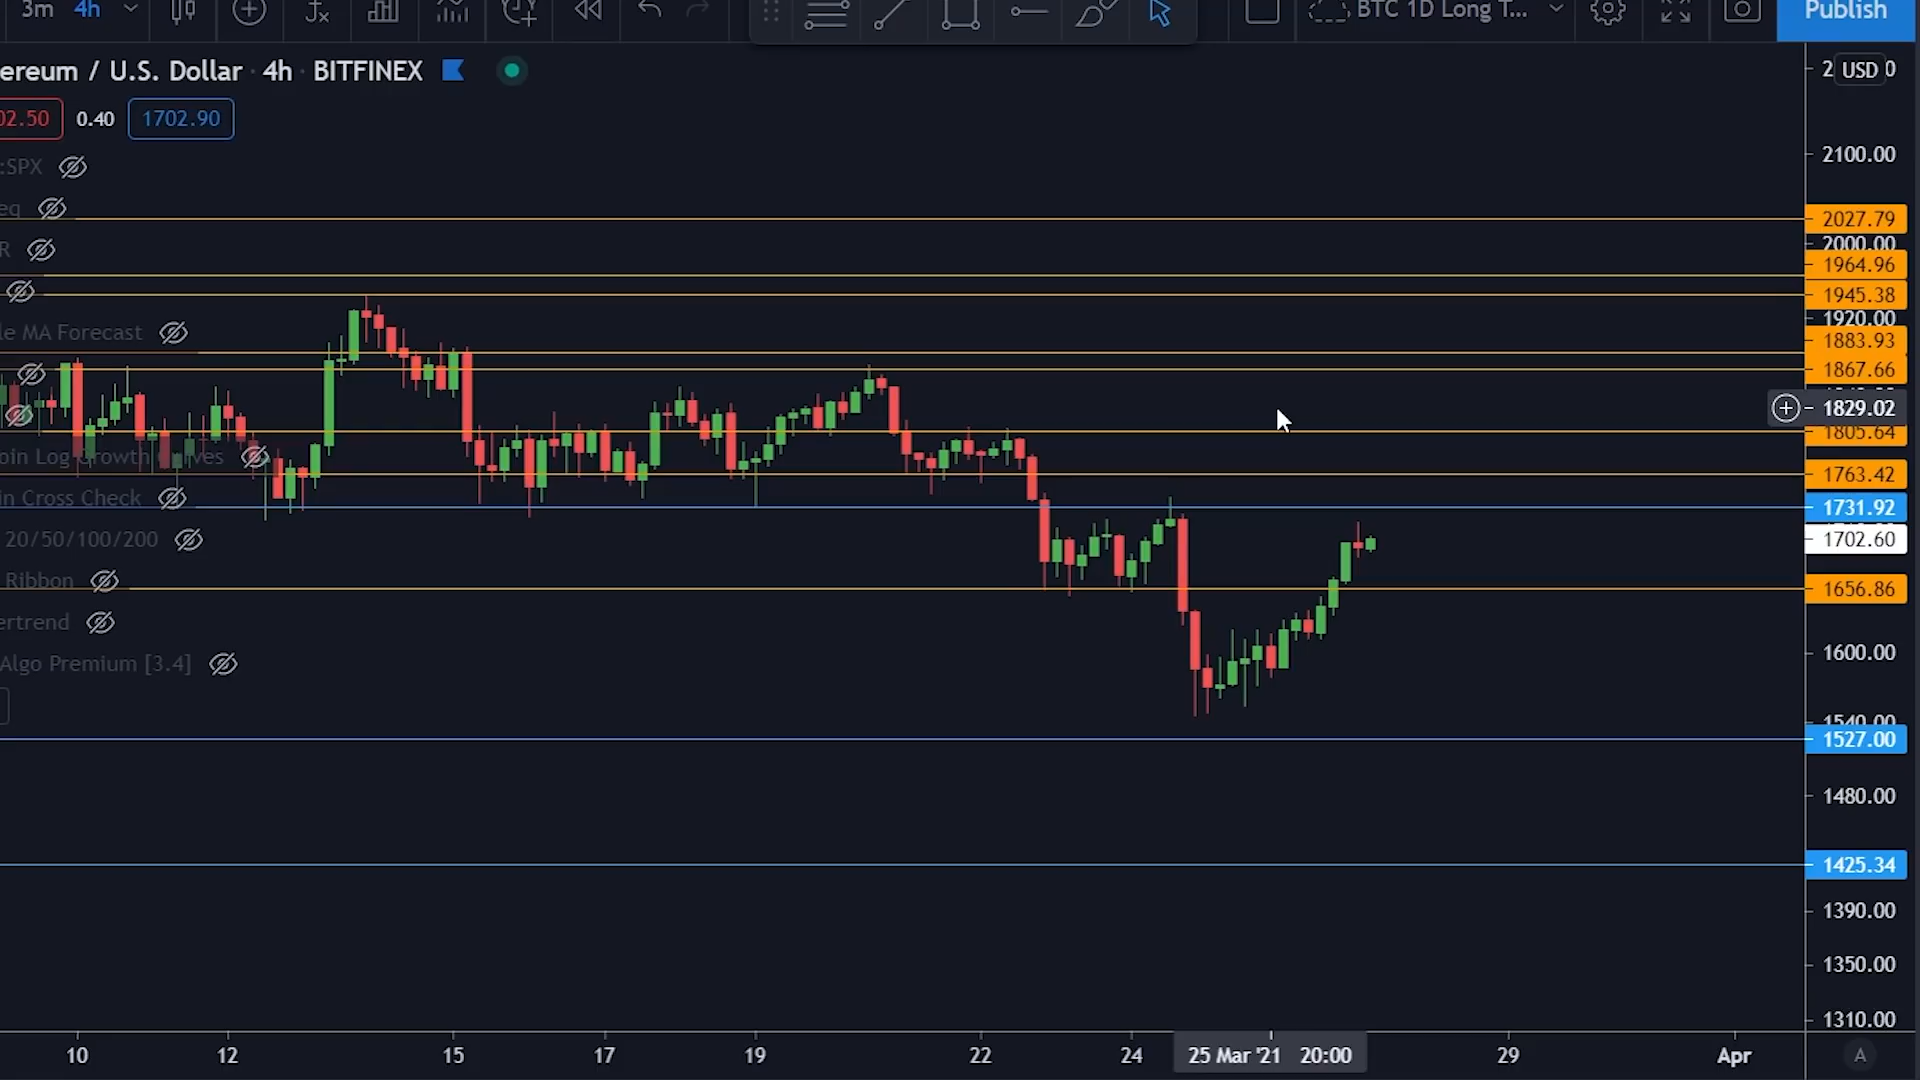 3m 4h BTC 1D Long T... Publish
ereum / U.S. Dollar · 4h · BITFINEX
02.50 0.40 1702.90
:SPX
eq
R
le MA Forecast
oin Log Growth Curves
in Cross Check
20/50/100/200
Ribbon
ertrend
Algo Premium [3.4]
USD
2100.00
2027.79
2000.00
1964.96
1945.38
1920.00
1883.93
1867.66
1829.02
1805.64
1763.42
1731.92
1702.60
1656.86
1600.00
1540.00
1527.00
1480.00
1425.34
1390.00
1350.00
1310.00
10 12 15 17 19 22 24 25 Mar '21 20:00 29 Apr A